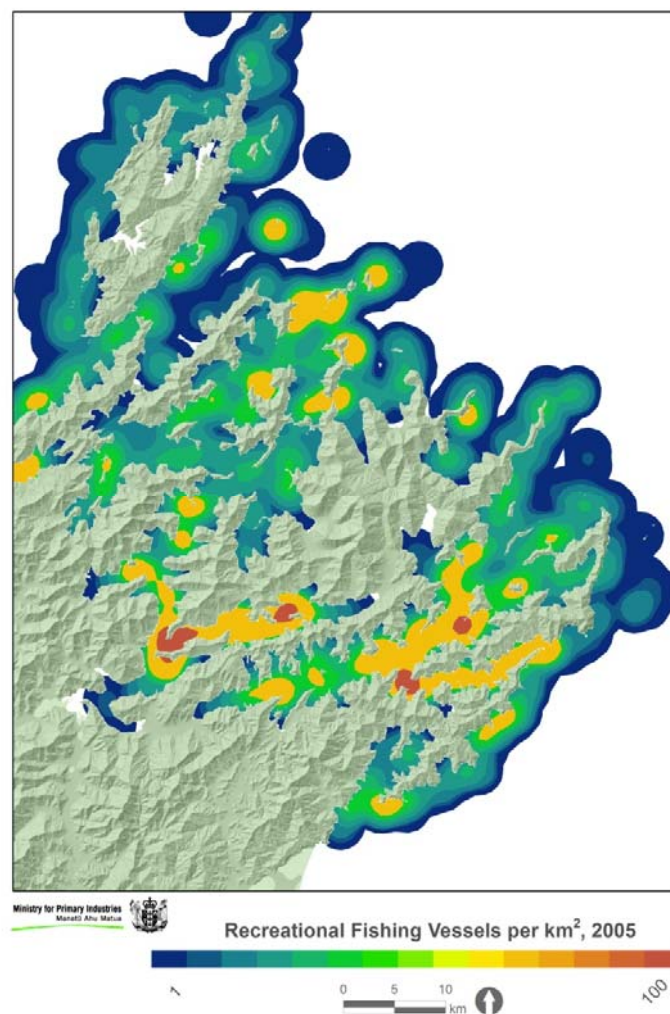 Ministry for Primary Industries
Manatū Ahu Matua
Recreational Fishing Vessels per km², 2005
1
100
0 5 10
km